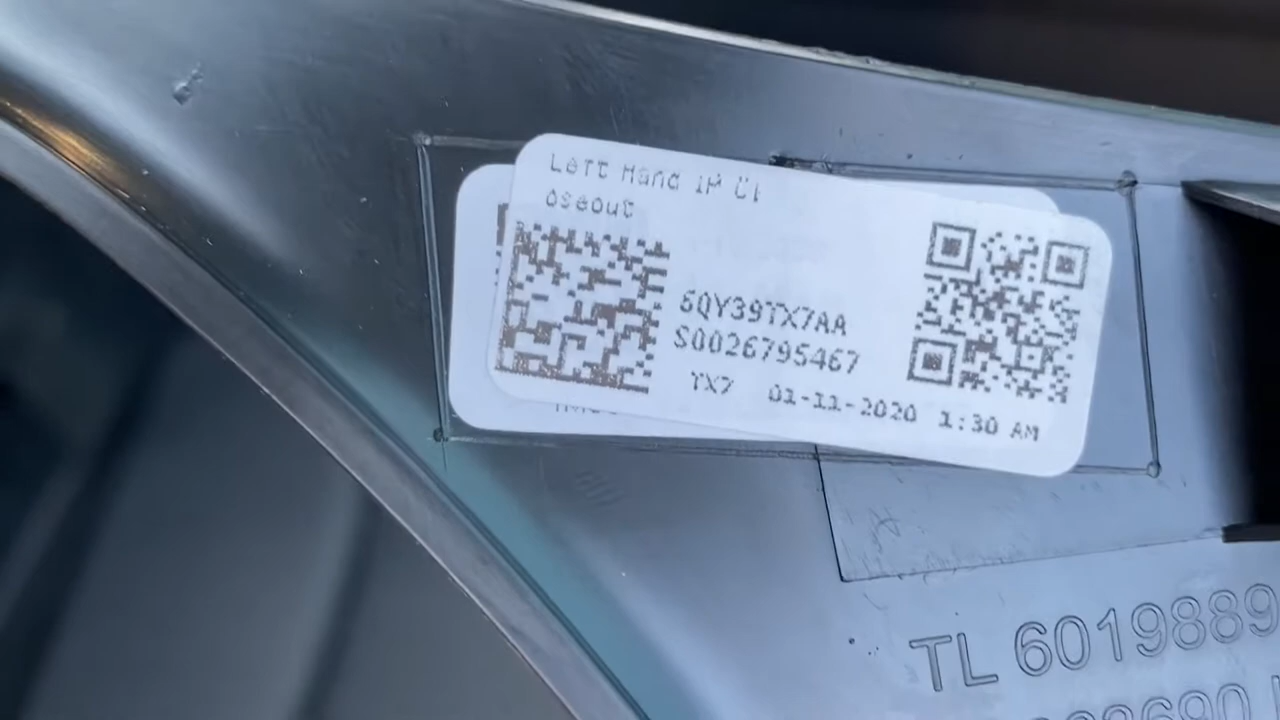 Left Hand IP Cl
oseout
6QY39TX7AA
S0026795467
TX7 01-11-2020 1:30 AM
TL 6019889